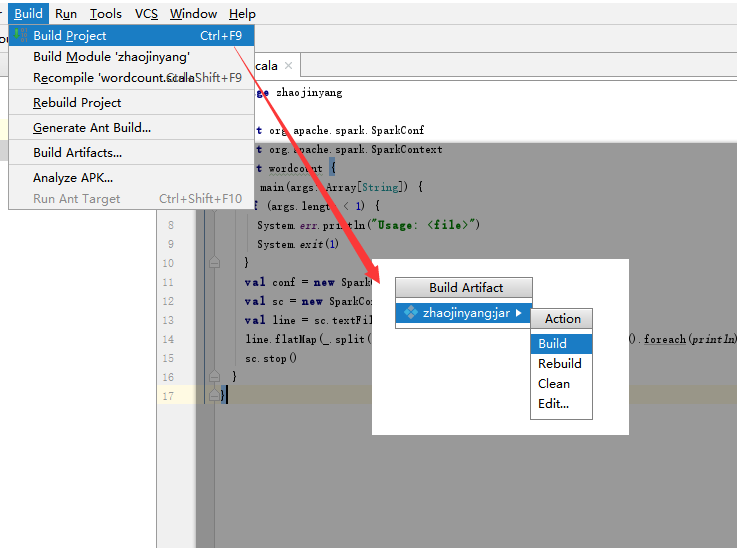 Build Run Tools VCS Window Help
Build Project Ctrl+F9
Build Module 'zhaojinyang'
Recompile 'wordcount.scala' Ctrl+Shift+F9
Rebuild Project
Generate Ant Build...
Build Artifacts...
Analyze APK...
Run Ant Target Ctrl+Shift+F10
cala
ge zhaojinyang
t org.apache.spark.SparkConf
t org.apache.spark.SparkContext
t wordcount {
main(args: Array[String]) {
f (args.length < 1) {
8 System.err.println("Usage: <file>")
9 System.exit(1)
10 }
11 val conf = new Spark
12 val sc = new SparkCo
13 val line = sc.textFil
14 line.flatMap(_.split( ).foreach(println)
15 sc.stop()
16 }
17 }
Build Artifact
zhaojinyang:jar
Action
Build
Rebuild
Clean
Edit...